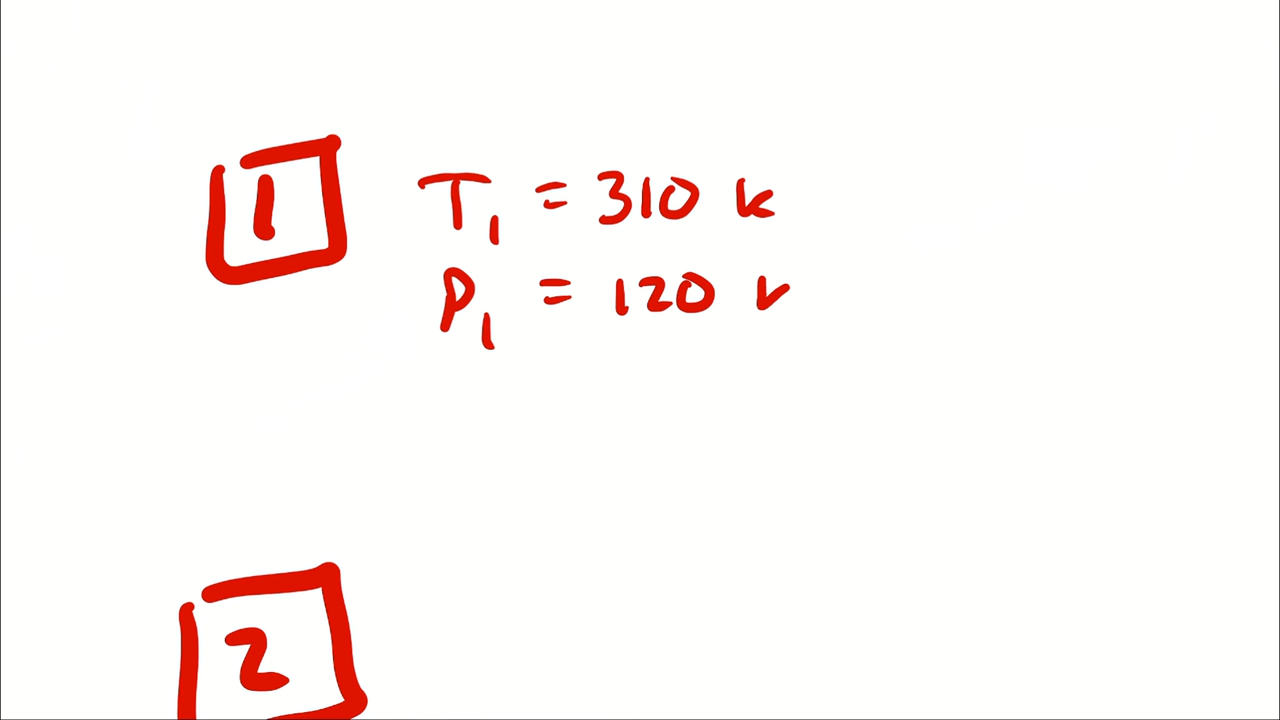 1
T₁ = 310 k
P₁ = 120
2